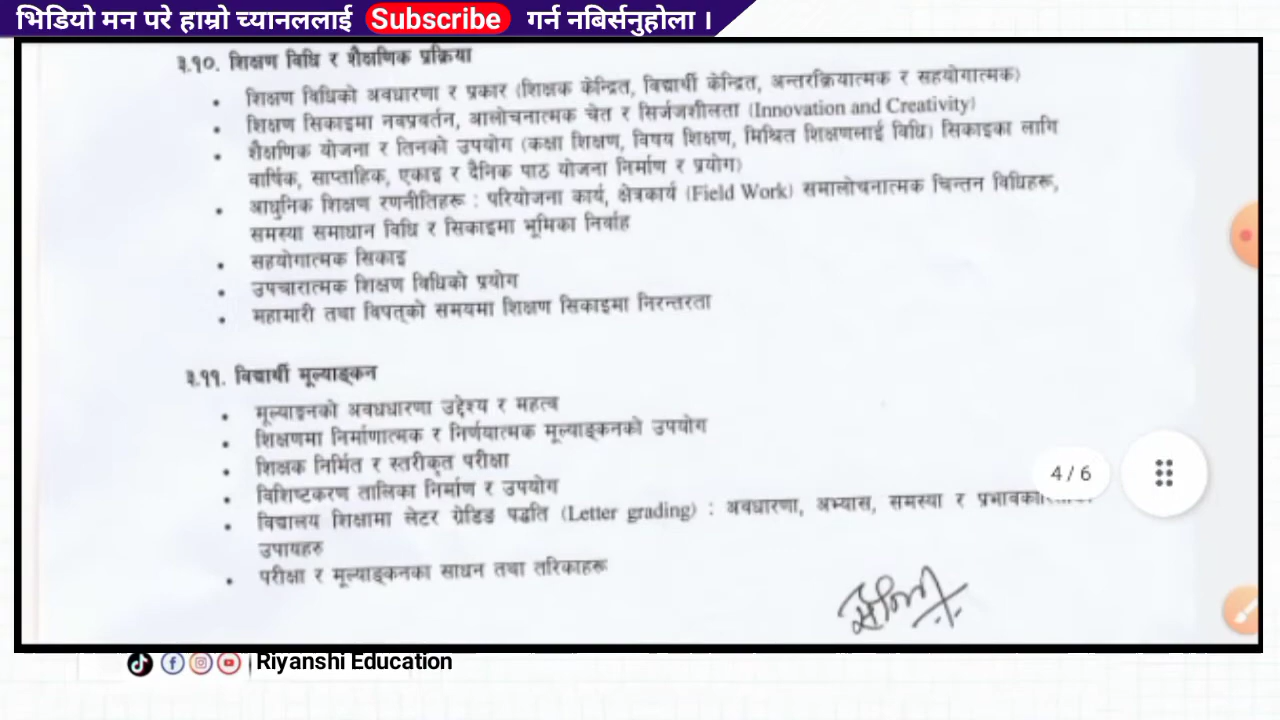 भिडियो मन परे हाम्रो च्यानललाई Subscribe गर्न नबिर्सनुहोला ।
३.१०. शिक्षण विधि र शैक्षणिक प्रक्रिया
• शिक्षण विधिको अवधारणा र प्रकार (शिक्षक केन्द्रित, विद्यार्थी केन्द्रित, अन्तरक्रियात्मक र सहयोगात्मक)
• शिक्षण सिकाइमा नवप्रवर्तन, आलोचनात्मक चेत र सिर्जजशीलता (Innovation and Creativity)
• शैक्षणिक योजना र तिनको उपयोग (कक्षा शिक्षण, विषय शिक्षण, मिश्रित शिक्षणलाई विधि) सिकाइका लागि
वार्षिक, साप्ताहिक, एकाइ र दैनिक पाठ योजना निर्माण र प्रयोग)
• आधुनिक शिक्षण रणनीतिहरू : परियोजना कार्य, क्षेत्रकार्य (Field Work) समालोचनात्मक चिन्तन विधिहरू,
समस्या समाधान विधि र सिकाइमा भूमिका निर्वाह
• सहयोगात्मक सिकाइ
• उपचारात्मक शिक्षण विधिको प्रयोग
• महामारी तथा विपत्‌को समयमा शिक्षण सिकाइमा निरन्तरता
३.११. विद्यार्थी मूल्याङ्कन
• मूल्याङनको अवधधारणा उद्देश्य र महत्व
• शिक्षणमा निर्माणात्मक र निर्णयात्मक मूल्याङ्कनको उपयोग
• शिक्षक निर्मित र स्तरीकृत परीक्षा
• विशिष्टकरण तालिका निर्माण र उपयोग
4 / 6
• विद्यालय शिक्षामा लेटर ग्रेडिङ पद्धति (Letter grading) : अवधारणा, अभ्यास, समस्या र
उपायहरु
• परीक्षा र मूल्याङ्कनका साधन तथा तरिकाहरू
Riyanshi Education